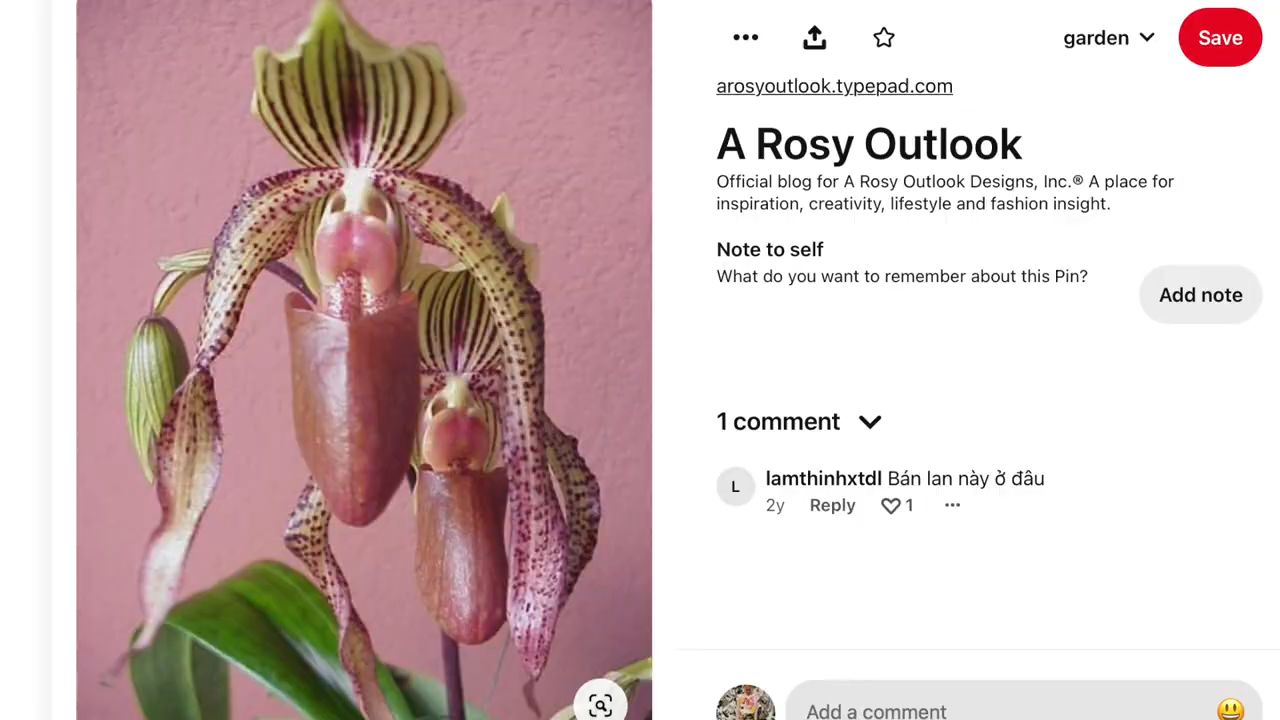 garden
Save
arosyoutlook.typepad.com
A Rosy Outlook
Official blog for A Rosy Outlook Designs, Inc.® A place for
inspiration, creativity, lifestyle and fashion insight.
Note to self
What do you want to remember about this Pin?
Add note
1 comment
L
lamthinhxtdl Bán lan này ở đâu
2y Reply 1
Add a comment